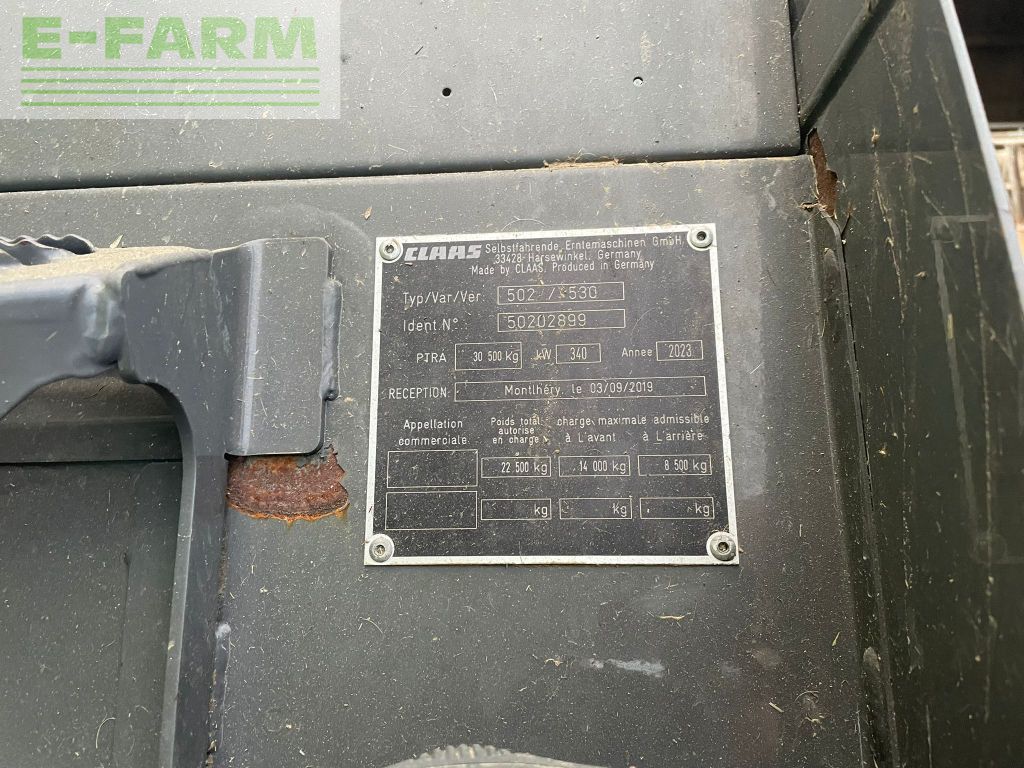 E-FARM
CLAAS Selbstfahrende Erntemaschinen GmbH,
33428 Harsewinkel, Germany
Made by CLAAS, Produced in Germany
Typ/Var/Ver: 502 / 530
Ident.N° 50202899
PTRA 30 500 kg kW 340 Annee 2023
RECEPTION: Montlhéry, le 03/09/2019
Appellation commerciale Poids total autorise en charge charge maximale admissible
à L'avant à L'arrière
22 500 kg 14 000 kg 8 500 kg
kg kg kg